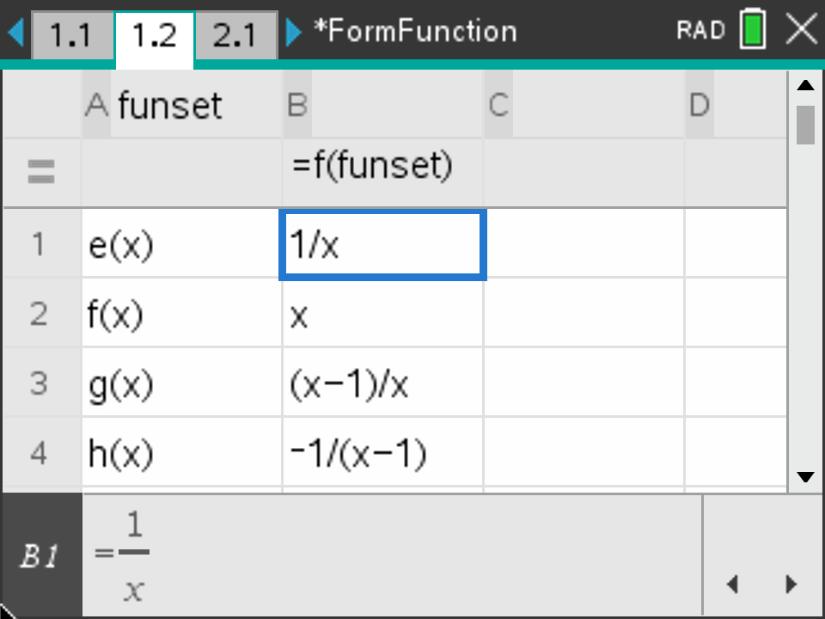 1.1 1.2 2.1 *FormFunction RAD
A funset B C D
=f(funset)
1 e(x) 1/x
2 f(x) x
3 g(x) (x−1)/x
4 h(x) −1/(x−1)
B1 =1/x